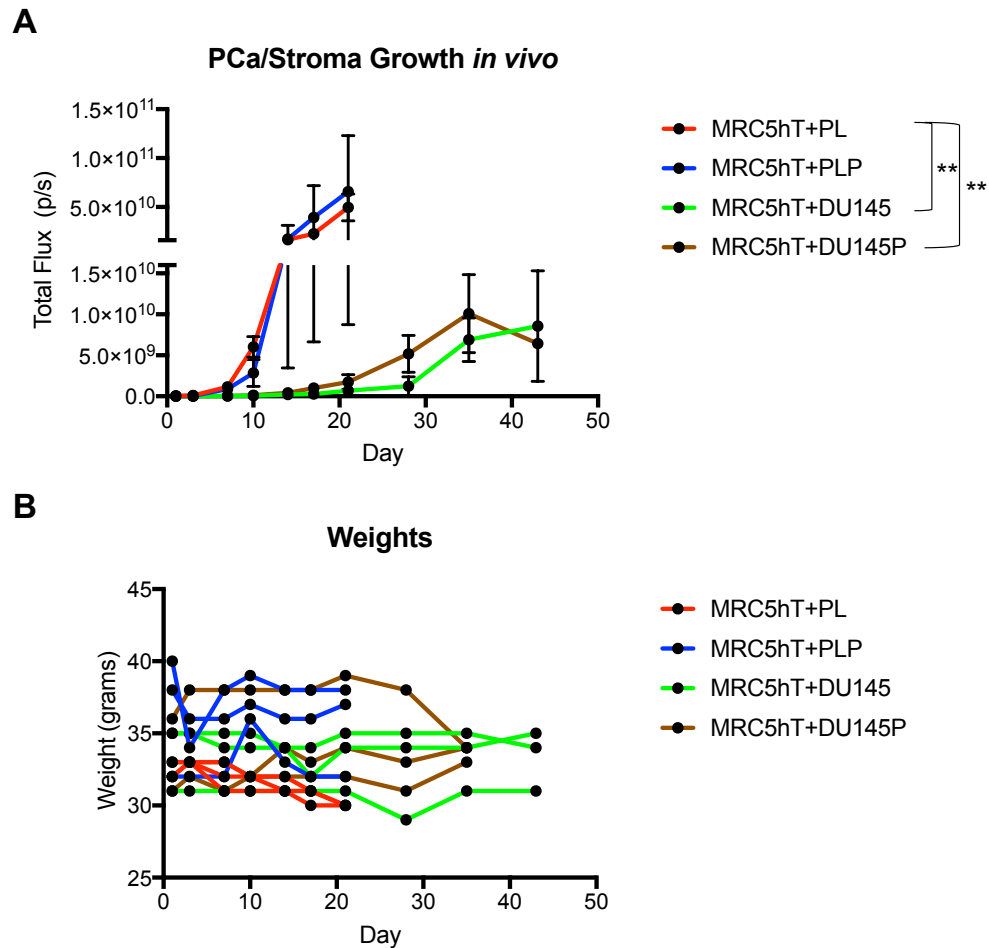 A
PCa/Stroma Growth in vivo
1.5×10¹¹
1.0×10¹¹
5.0×10¹⁰
1.5×10¹⁰
1.0×10¹⁰
5.0×10⁹
0.0
Total Flux (p/s)
0 10 20 30 40 50
Day
MRC5hT+PL
MRC5hT+PLP
MRC5hT+DU145
MRC5hT+DU145P
**
**
B
Weights
45
40
35
30
25
Weight (grams)
0 10 20 30 40 50
Day
MRC5hT+PL
MRC5hT+PLP
MRC5hT+DU145
MRC5hT+DU145P